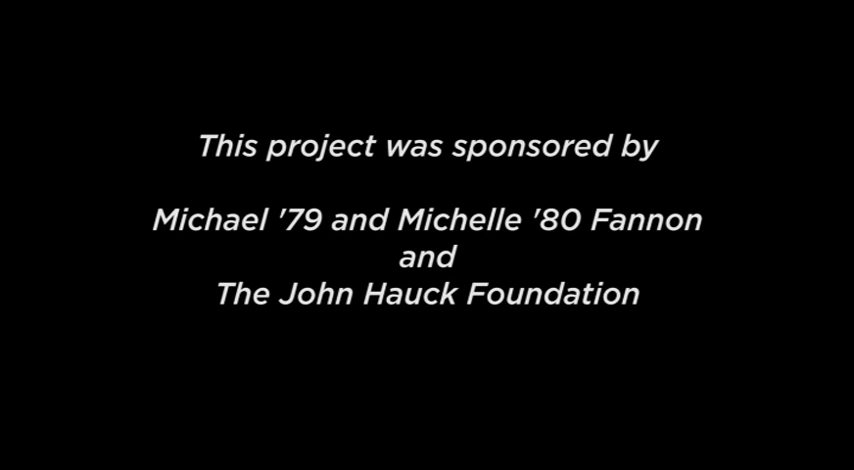 This project was sponsored by
Michael '79 and Michelle '80 Fannon
and
The John Hauck Foundation